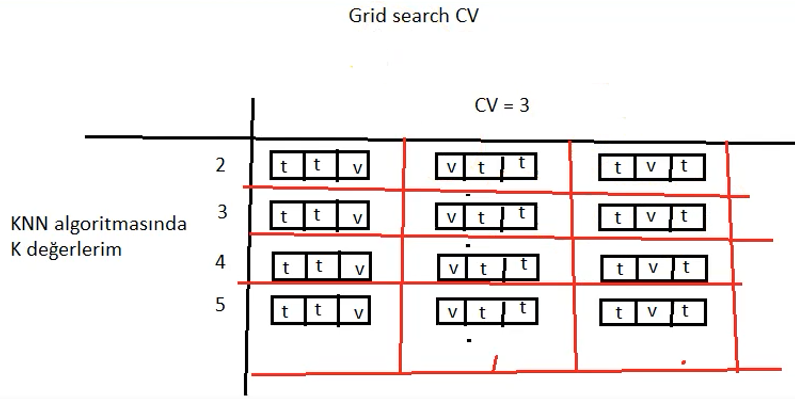 Grid search CV
CV = 3
2 t t v v t t t v t
KNN algoritmasında
K değerlerim
3 t t v v t t t v t
4 t t v v t t t v t
5 t t v v t t t v t